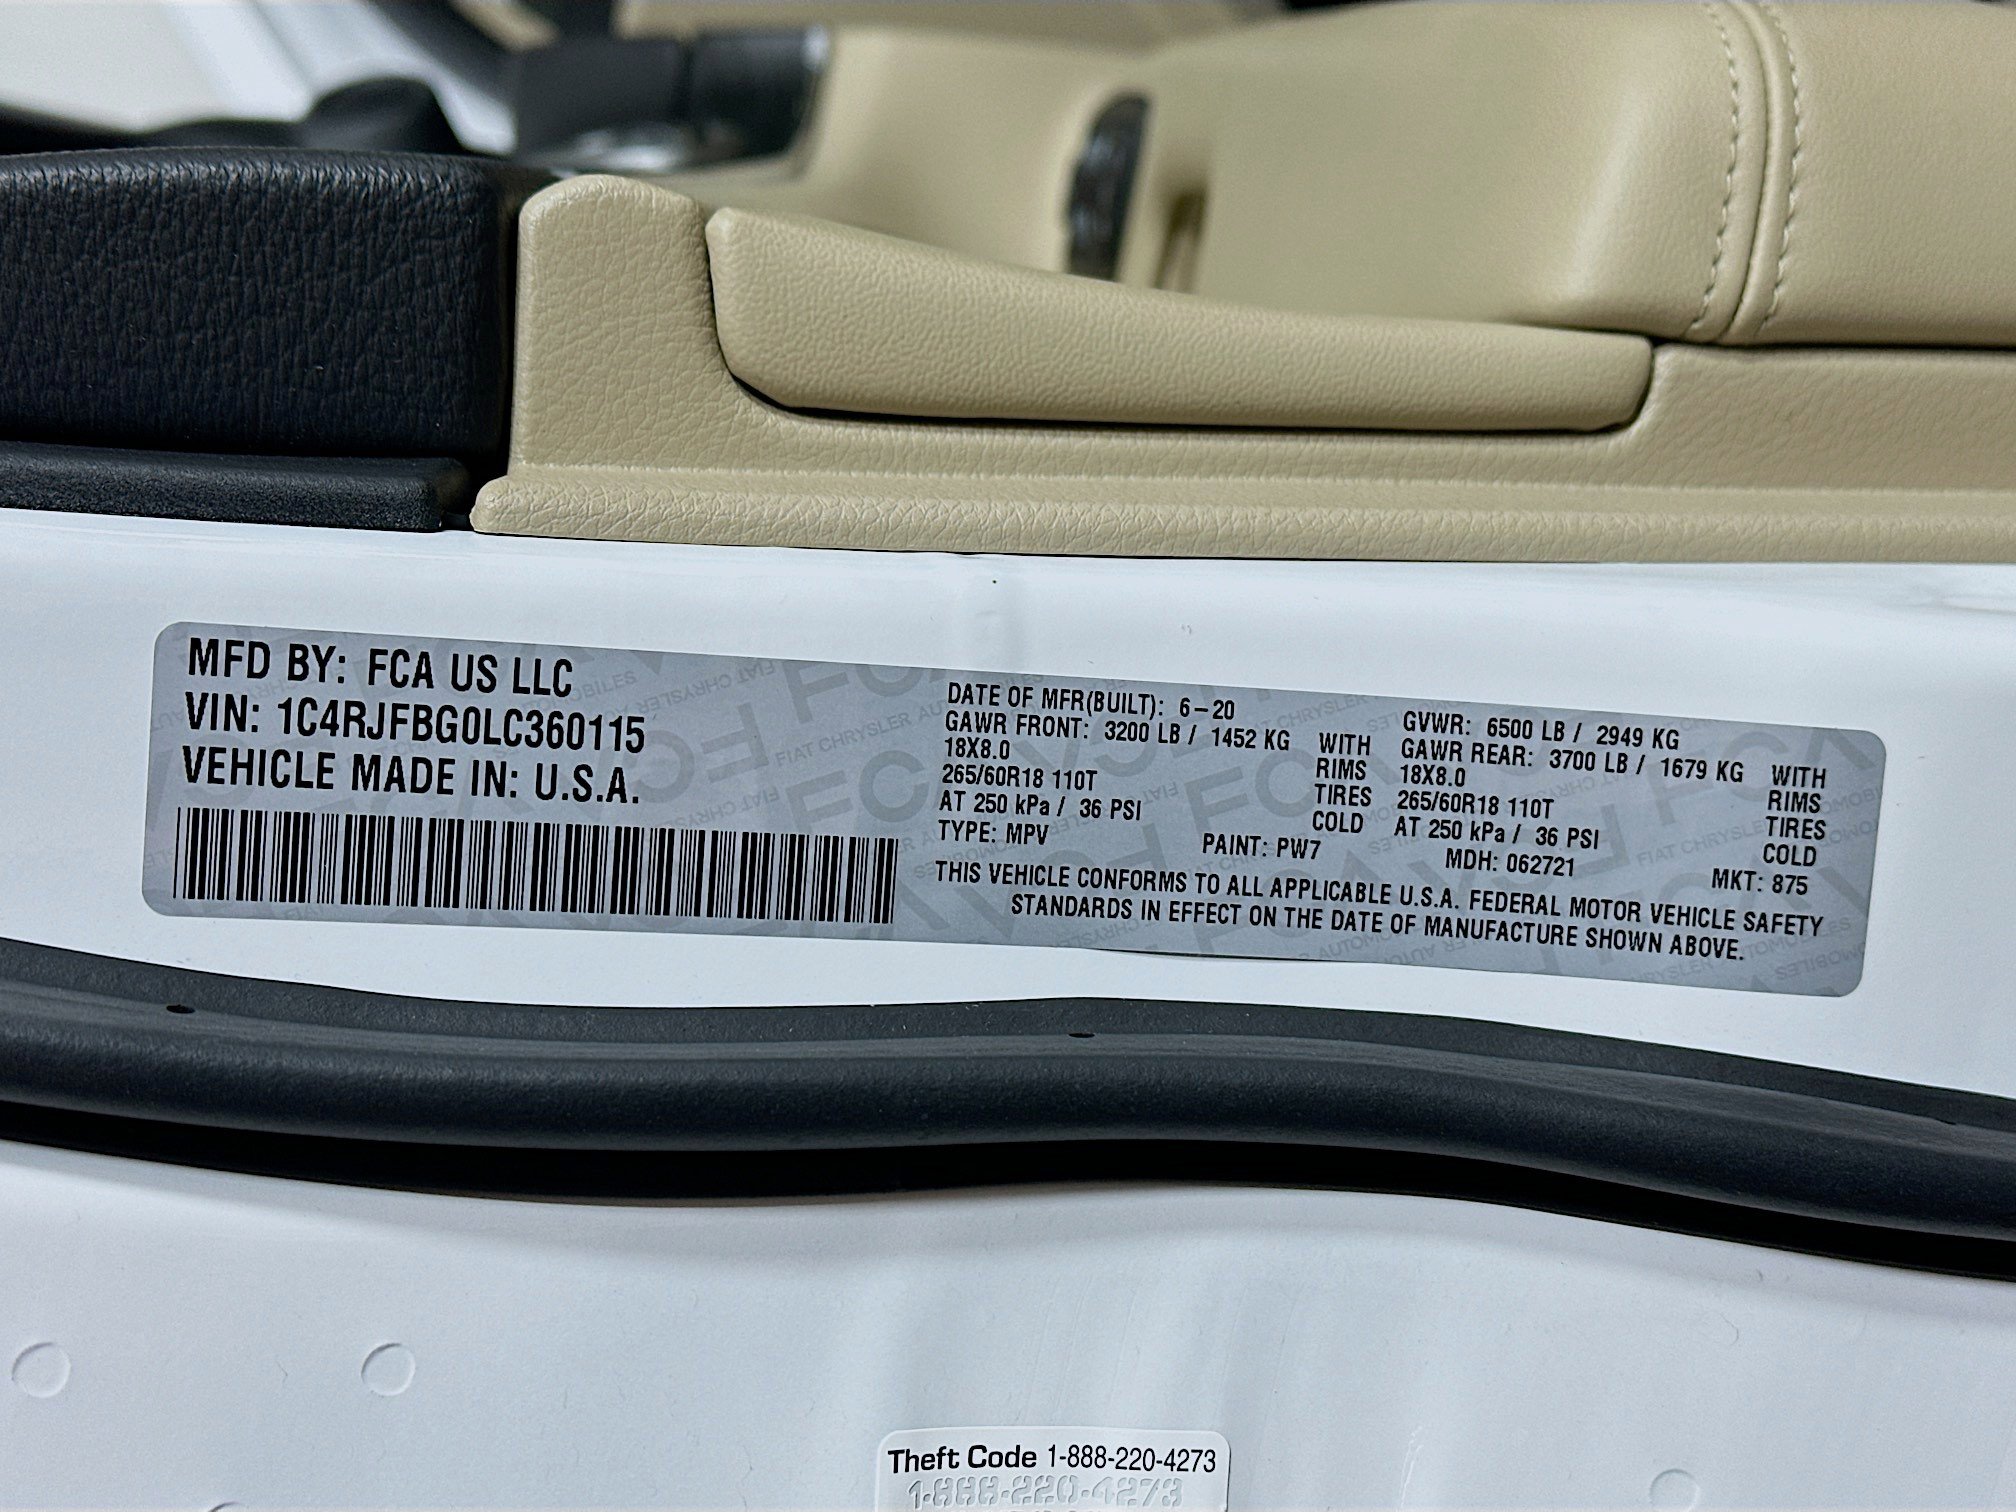 MFD BY: FCA US LLC
VIN: 1C4RJFBG0LC360115
VEHICLE MADE IN: U.S.A.
DATE OF MFR(BUILT): 6-20
GAWR FRONT: 3200 LB / 1452 KG WITH
18X8.0 RIMS
265/60R18 110T TIRES
AT 250 kPa / 36 PSI COLD
GVWR: 6500 LB / 2949 KG
GAWR REAR: 3700 LB / 1679 KG WITH
18X8.0 RIMS
265/60R18 110T TIRES
AT 250 kPa / 36 PSI COLD
TYPE: MPV PAINT: PW7 MDH: 062721 MKT: 875
THIS VEHICLE CONFORMS TO ALL APPLICABLE U.S.A. FEDERAL MOTOR VEHICLE SAFETY
STANDARDS IN EFFECT ON THE DATE OF MANUFACTURE SHOWN ABOVE.
Theft Code 1-888-220-4273
1-888-220-4273